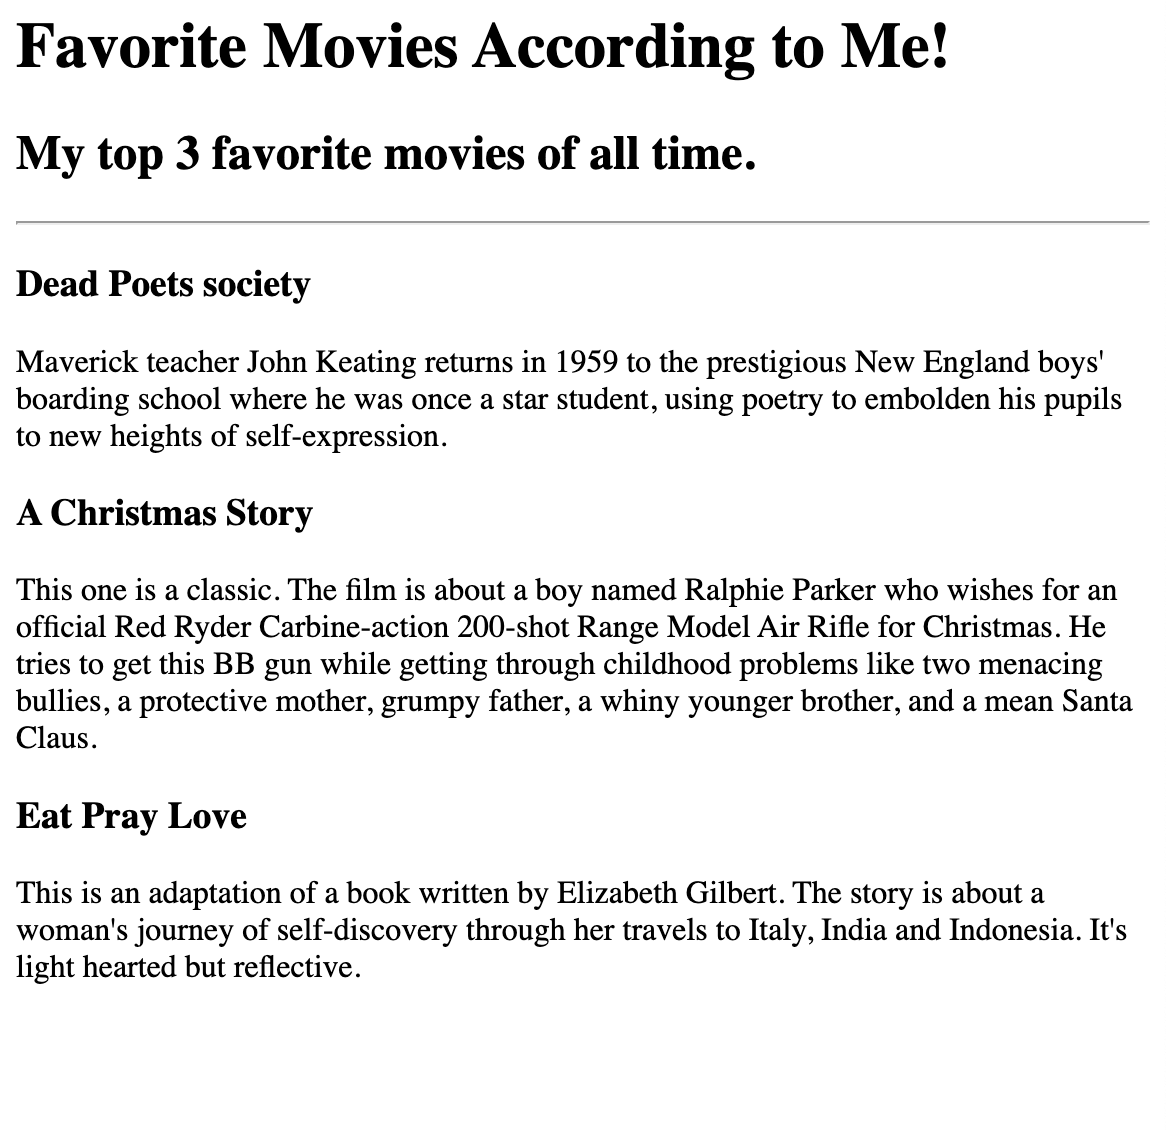 Favorite Movies According to Me!
My top 3 favorite movies of all time.
Dead Poets society
Maverick teacher John Keating returns in 1959 to the prestigious New England boys'
boarding school where he was once a star student, using poetry to embolden his pupils
to new heights of self-expression.
A Christmas Story
This one is a classic. The film is about a boy named Ralphie Parker who wishes for an
official Red Ryder Carbine-action 200-shot Range Model Air Rifle for Christmas. He
tries to get this BB gun while getting through childhood problems like two menacing
bullies, a protective mother, grumpy father, a whiny younger brother, and a mean Santa
Claus.
Eat Pray Love
This is an adaptation of a book written by Elizabeth Gilbert. The story is about a
woman's journey of self-discovery through her travels to Italy, India and Indonesia. It's
light hearted but reflective.